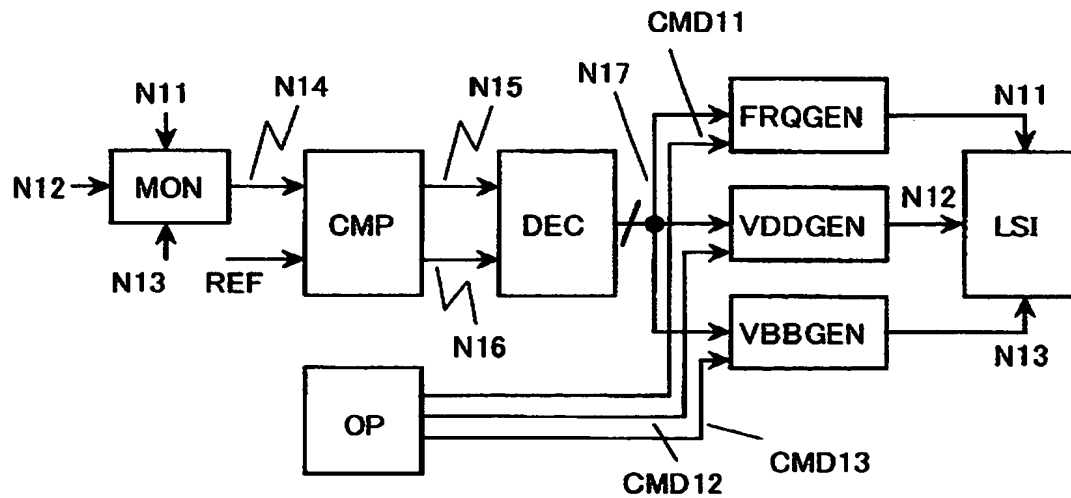 CMD11
N17
N11
N14
N15
FRQGEN
N11
N12
MON
CMP
DEC
VDDGEN
N12
LSI
N13
REF
N16
VBBGEN
N13
OP
CMD12
CMD13